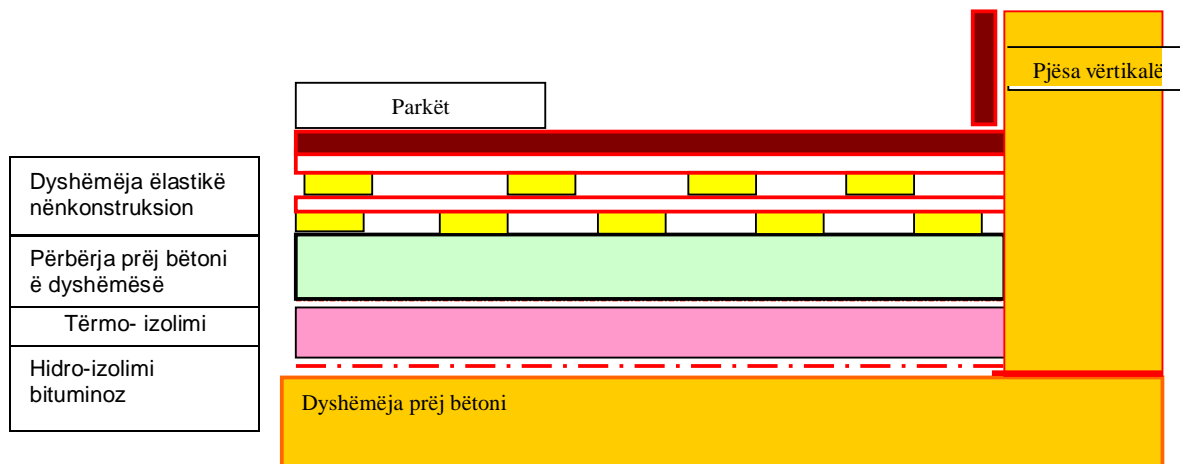 Pjësa vërtikalë
Parkët
Dyshëmëja ëlastikë
nënkonstruksion
Përbërja prëj bëtoni
ë dyshëmësë
Tërmo- izolimi
Hidro-izolimi
bituminoz
Dyshëmëja prëj bëtoni